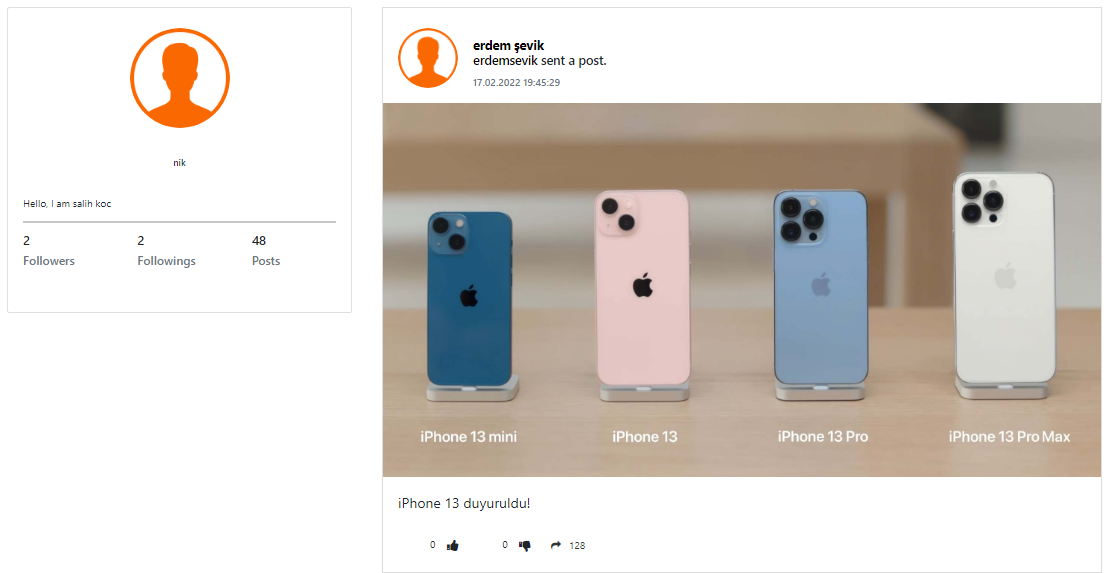 nik
Hello, I am salih koc
2 2 48
Followers Followings Posts
erdem şevik
erdemsevik sent a post.
17.02.2022 19:45:29
iPhone 13 mini iPhone 13 iPhone 13 Pro iPhone 13 Pro Max
iPhone 13 duyuruldu!
0 0 128